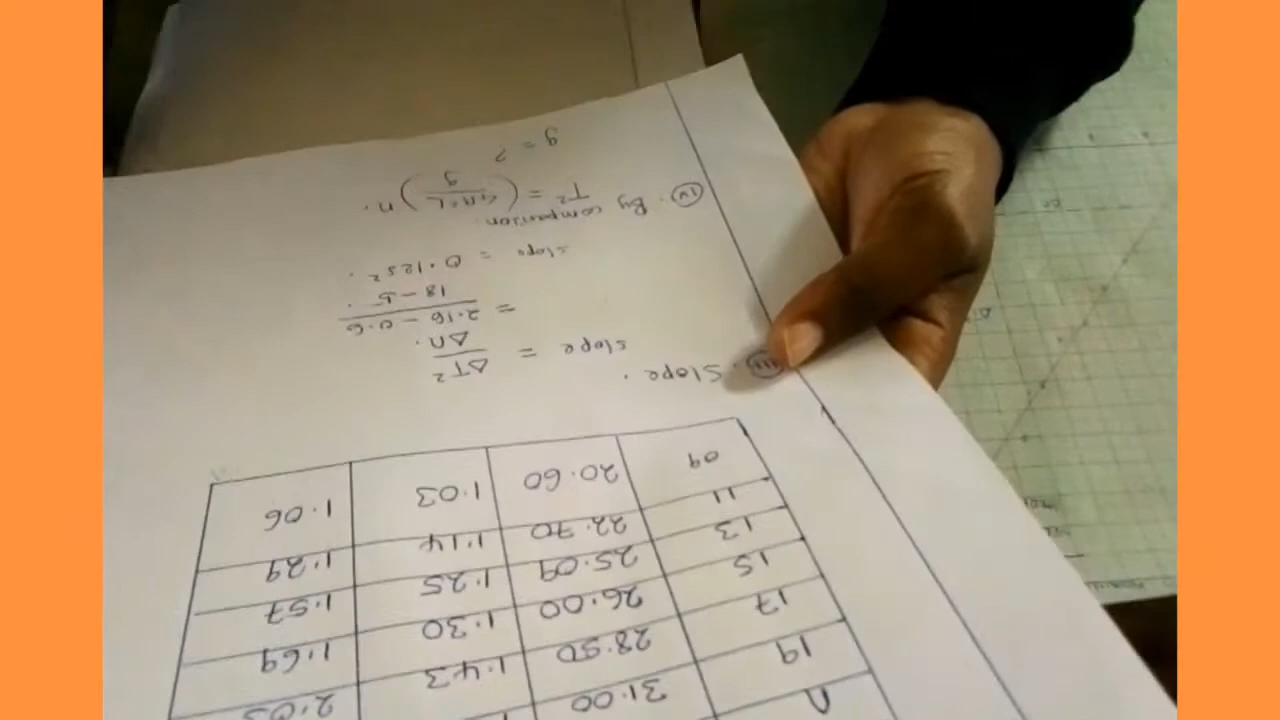 n
19 31.00
17 28.50 1.43 2.05
15 26.00 1.30 1.69
13 25.09 1.25 1.57
11 22.70 1.14 1.29
09 20.60 1.03 1.06
(iii). Slope.
slope = ΔT²/Δn.
= 2.16 - 0.6 / 18 - 5.
slope = 0.12s².
(iv). By comparison.
T² = (4π²L/g) n.
g = ?